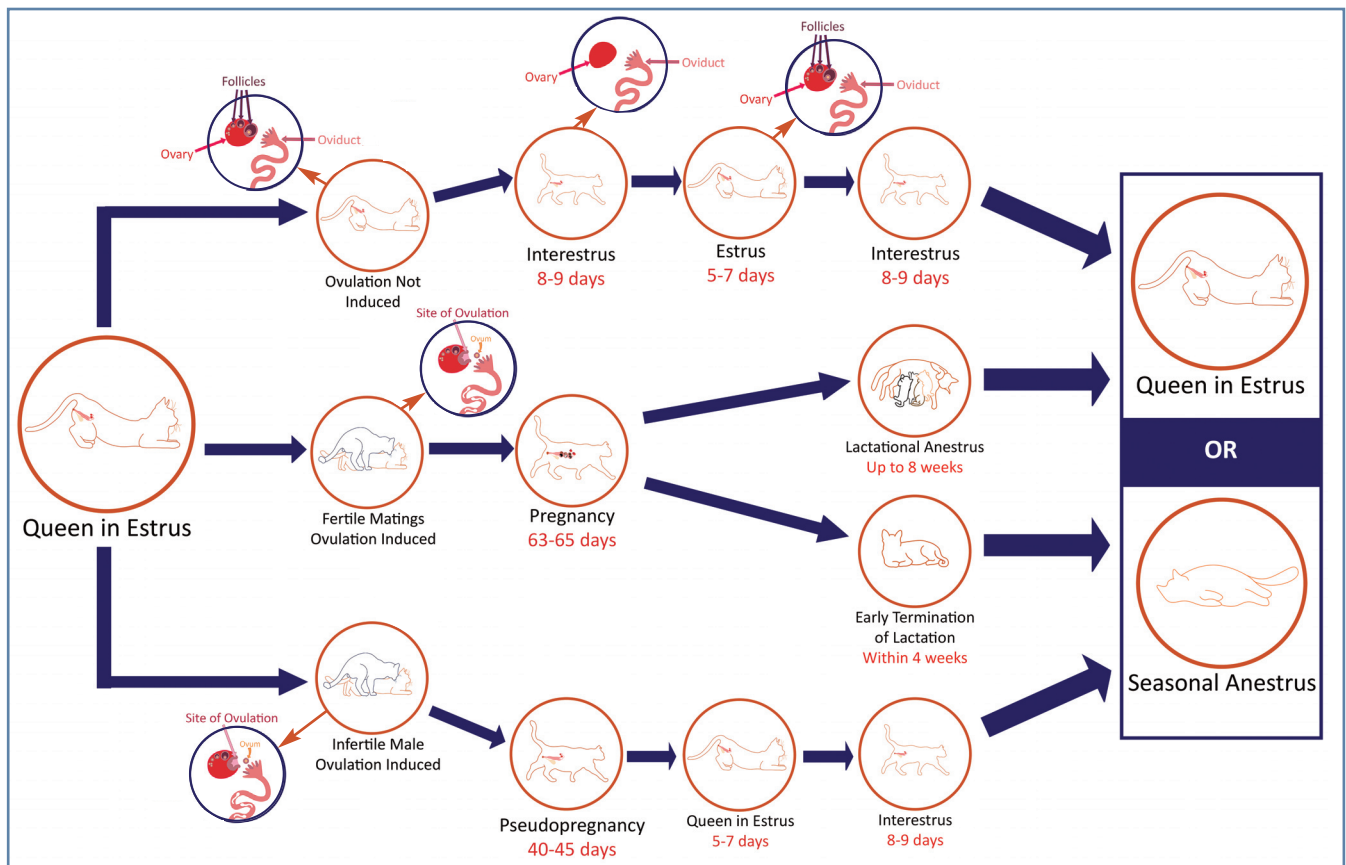 Follicles
Ovary
Oviduct
Ovulation Not
Induced
Ovary
Oviduct
Interestrus
8-9 days
Follicles
Ovary
Oviduct
Estrus
5-7 days
Interestrus
8-9 days
Queen in Estrus
Site of Ovulation
Ovum
Fertile Matings
Ovulation Induced
Pregnancy
63-65 days
Lactational Anestrus
Up to 8 weeks
Early Termination
of Lactation
Within 4 weeks
Site of Ovulation
Ovum
Infertile Male
Ovulation Induced
Pseudopregnancy
40-45 days
Queen in Estrus
5-7 days
Interestrus
8-9 days
Queen in Estrus
OR
Seasonal Anestrus